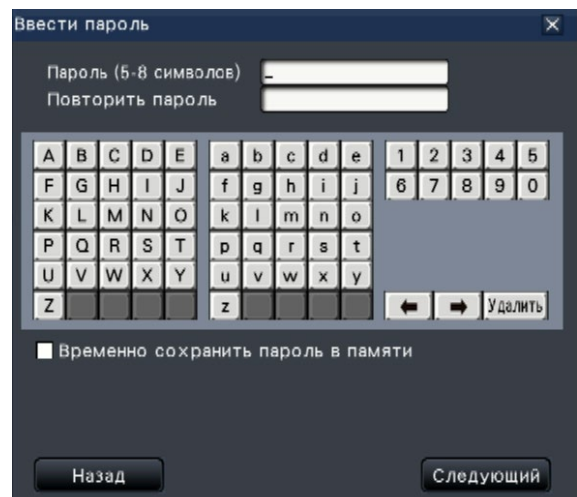 Ввести пароль
Пароль (5-8 символов)
Повторить пароль
A B C D E a b c d e 1 2 3 4 5
F G H I J f g h i j 6 7 8 9 0
K L M N O k l m n o
P Q R S T p q r s t
U V W X Y u v w x y
Z z Удалить
Временно сохранить пароль в памяти
Назад Следующий